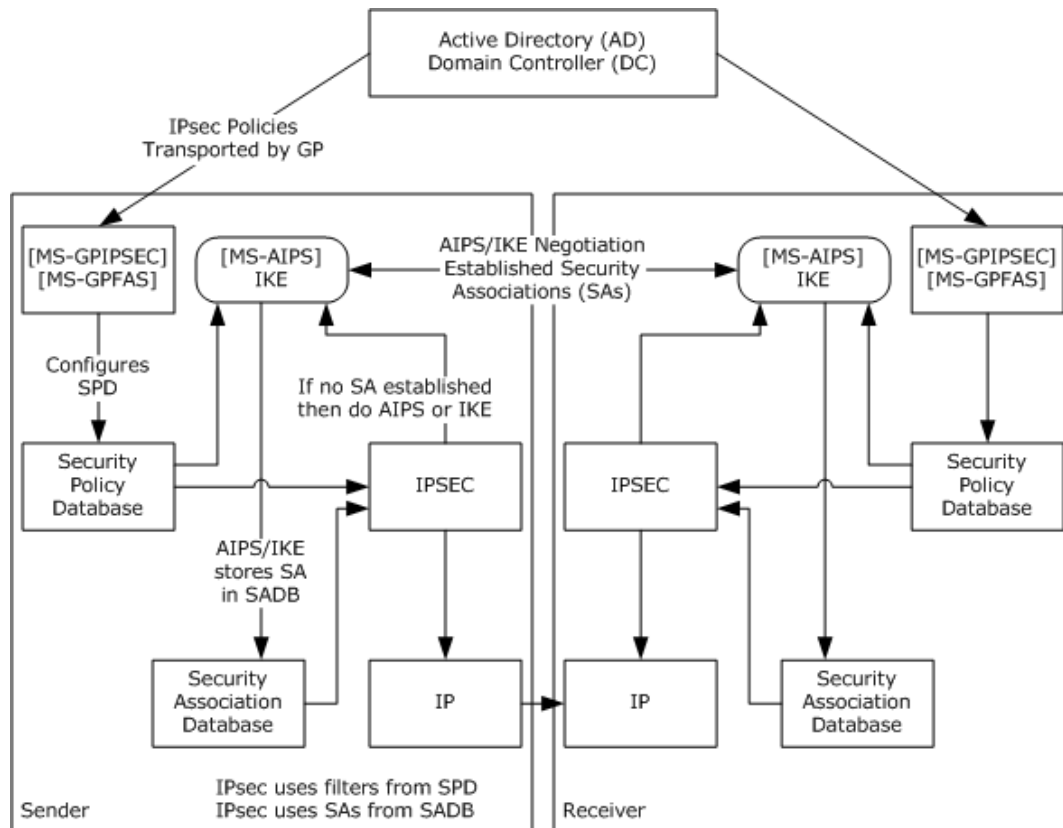 Active Directory (AD)
Domain Controller (DC)
IPsec Policies
Transported by GP
[MS-GPIPSEC]
[MS-GPFAS]
[MS-AIPS]
IKE
AIPS/IKE Negotiation
Established Security
Associations (SAs)
[MS-AIPS]
IKE
[MS-GPIPSEC]
[MS-GPFAS]
Configures
SPD
If no SA established
then do AIPS or IKE
Security
Policy
Database
IPSEC
IPSEC
Security
Policy
Database
AIPS/IKE
stores SA
in SADB
Security
Association
Database
IP
IP
Security
Association
Database
IPsec uses filters from SPD
IPsec uses SAs from SADB
Sender
Receiver